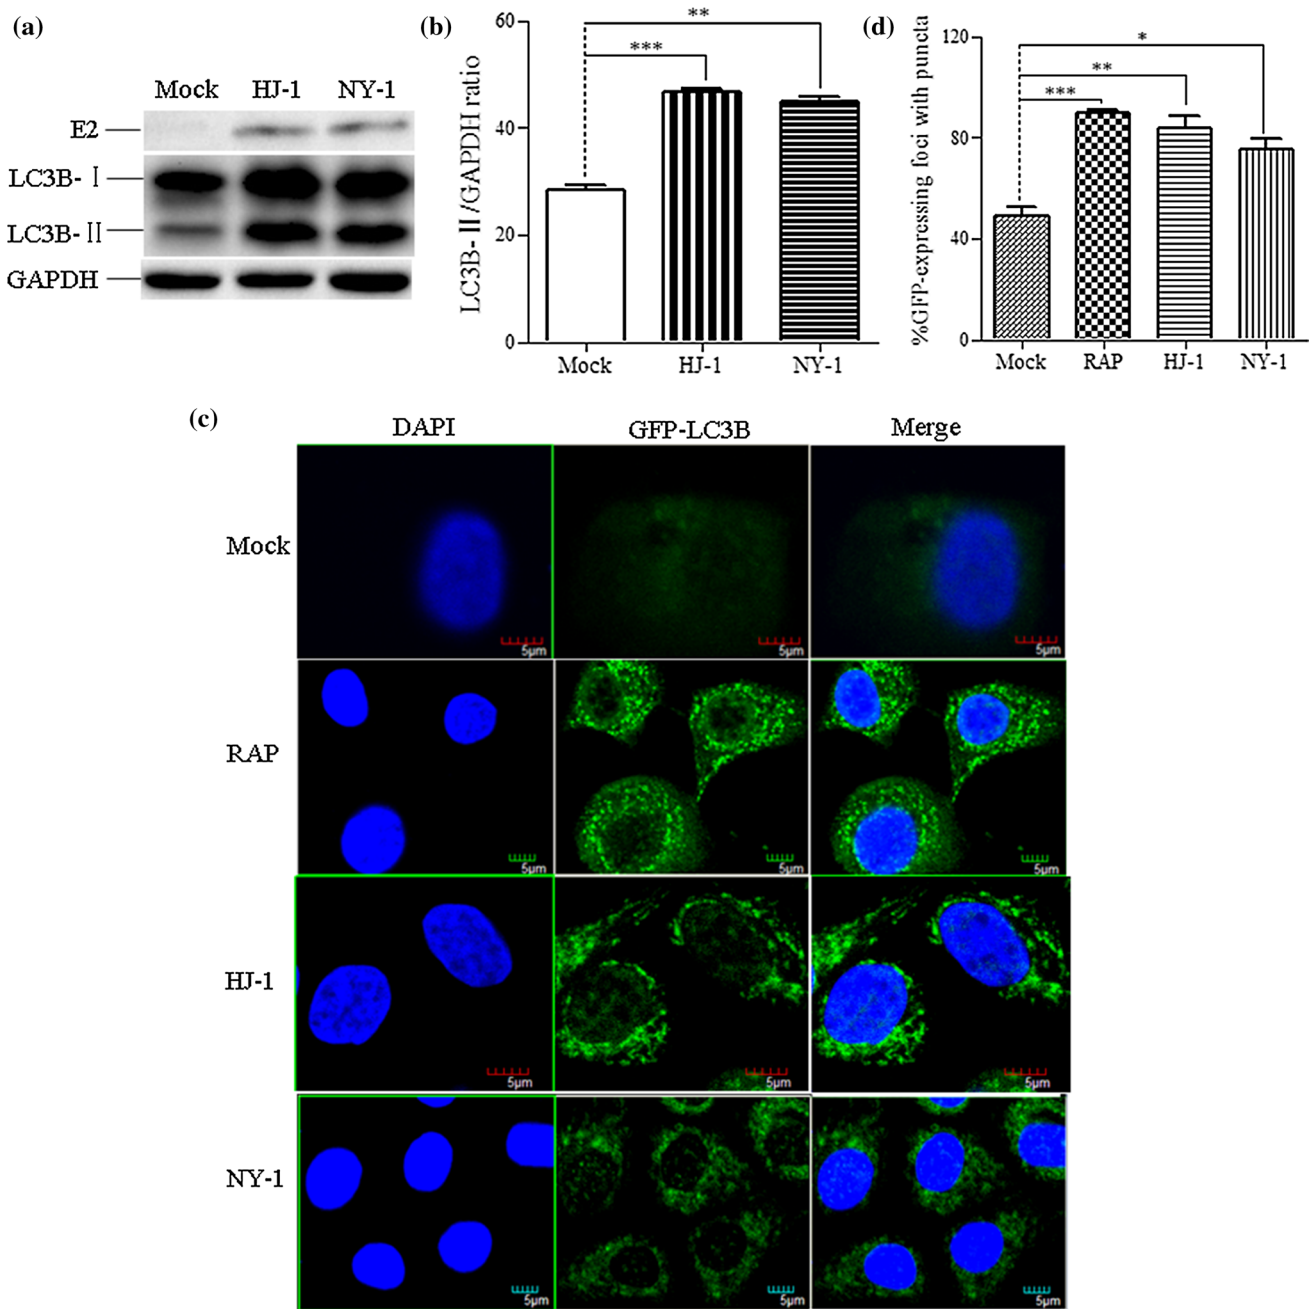 (a)
Mock HJ-1 NY-1
E2
LC3B-Ⅰ
LC3B-Ⅱ
GAPDH
(b)
LC3B-Ⅱ/GAPDH ratio
60
40
20
0
**
***
Mock HJ-1 NY-1
(d)
%GFP-expressing foci with puncta
120
80
40
0
*
**
***
Mock RAP HJ-1 NY-1
(c)
DAPI GFP-LC3B Merge
Mock
5μm 5μm 5μm
RAP
5μm 5μm 5μm
HJ-1
5μm 5μm 5μm
NY-1
5μm 5μm 5μm